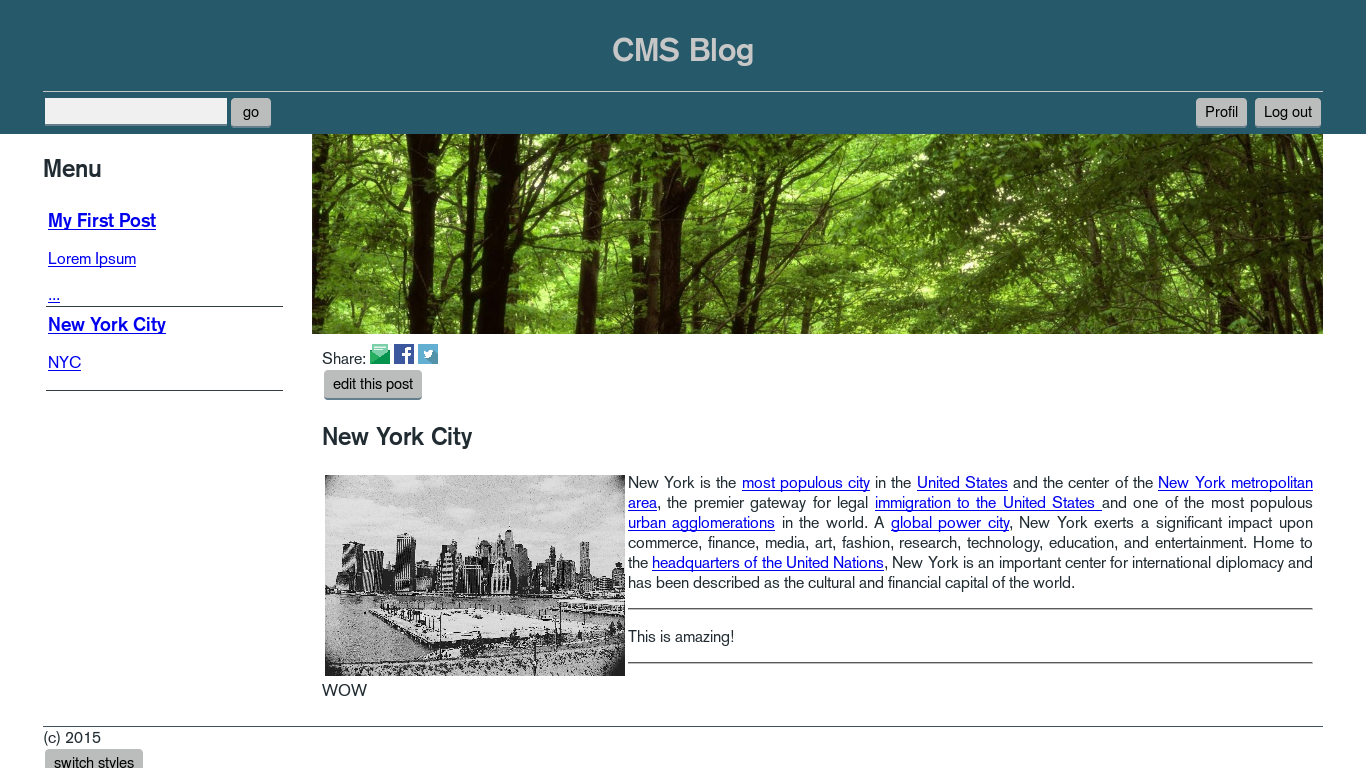 CMS Blog
go
Profil
Log out
Menu
My First Post
Lorem Ipsum
...
New York City
NYC
Share:
edit this post
New York City
New York is the most populous city in the United States and the center of the New York metropolitan
area, the premier gateway for legal immigration to the United States and one of the most populous
urban agglomerations in the world. A global power city, New York exerts a significant impact upon
commerce, finance, media, art, fashion, research, technology, education, and entertainment. Home to
the headquarters of the United Nations, New York is an important center for international diplomacy and
has been described as the cultural and financial capital of the world.
This is amazing!
WOW
(c) 2015
switch styles